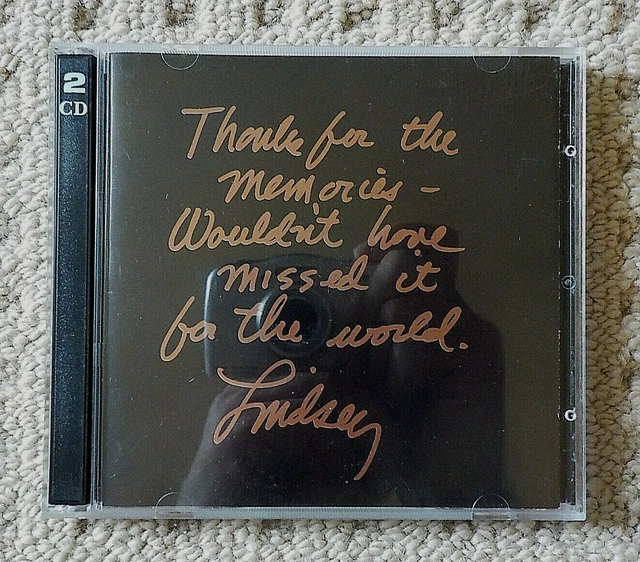 2
CD
Thanks for the
memories -
Wouldn't have
missed it
for the world.
Lindsey